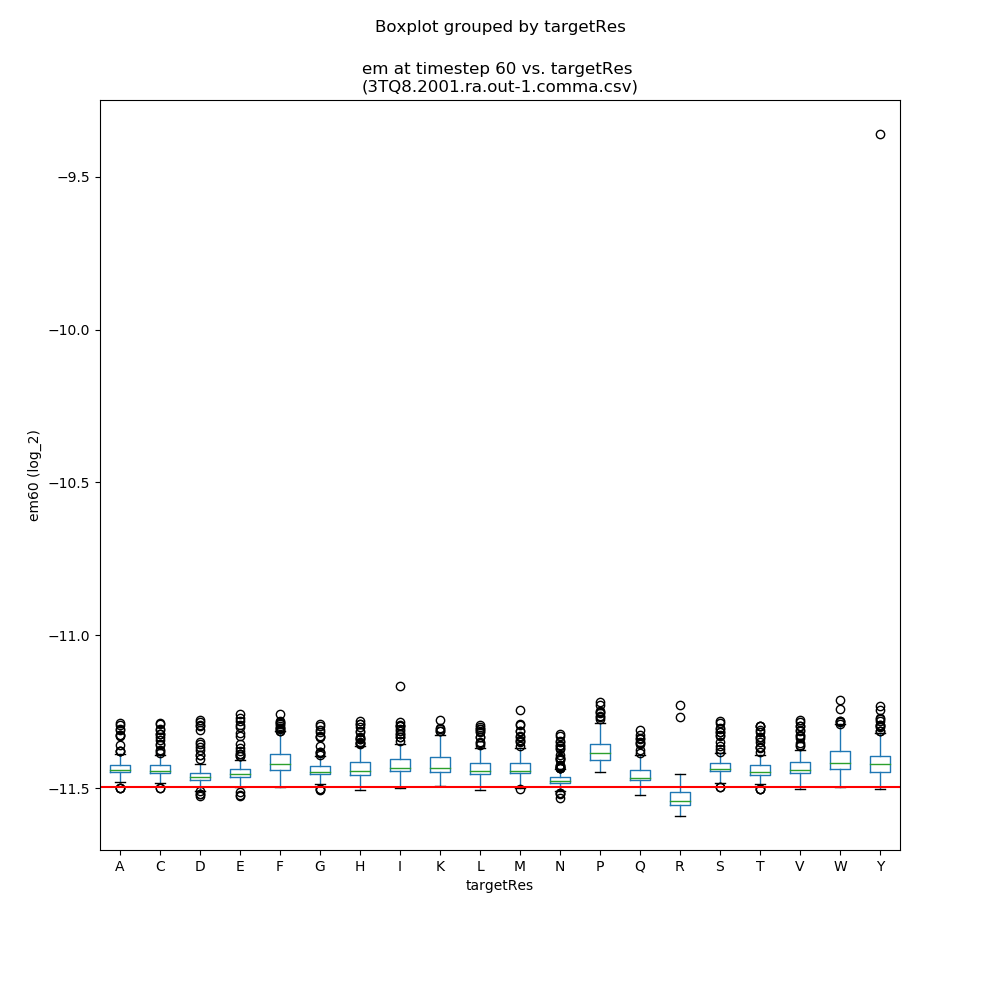 Boxplot grouped by targetRes
em at timestep 60 vs. targetRes
(3TQ8.2001.ra.out-1.comma.csv)
−9.5
−10.0
−10.5
−11.0
−11.5
em60 (log_2)
A C D E F G H I K L M N P Q R S T V W Y
targetRes